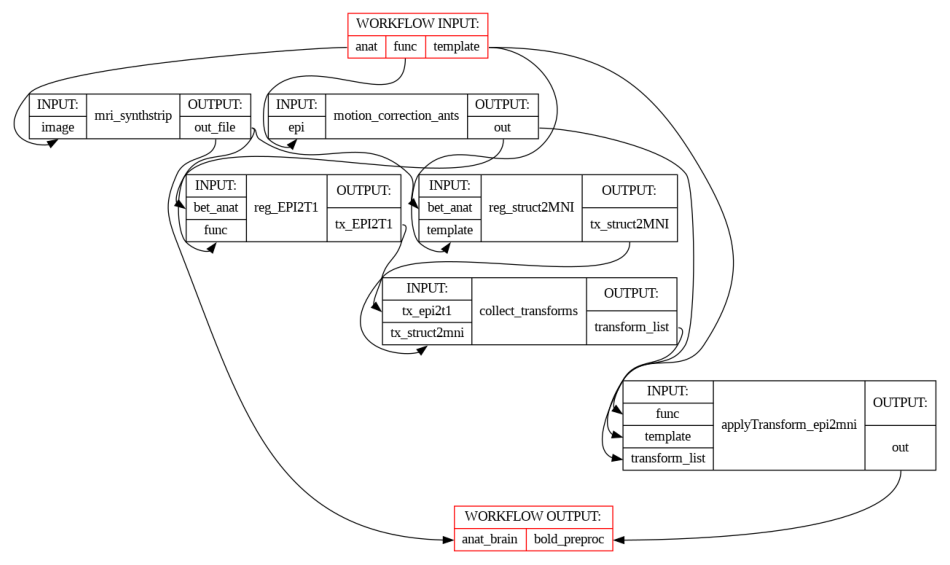 WORKFLOW INPUT:
anat func template
INPUT: mri_synthstrip OUTPUT:
image out_file
INPUT: motion_correction_ants OUTPUT:
epi out
INPUT: reg_EPI2T1 OUTPUT:
bet_anat
func tx_EPI2T1
INPUT: reg_struct2MNI OUTPUT:
bet_anat
template tx_struct2MNI
INPUT: collect_transforms OUTPUT:
tx_epi2t1
tx_struct2mni transform_list
INPUT: applyTransform_epi2mni OUTPUT:
func
template out
transform_list
WORKFLOW OUTPUT:
anat_brain bold_preproc